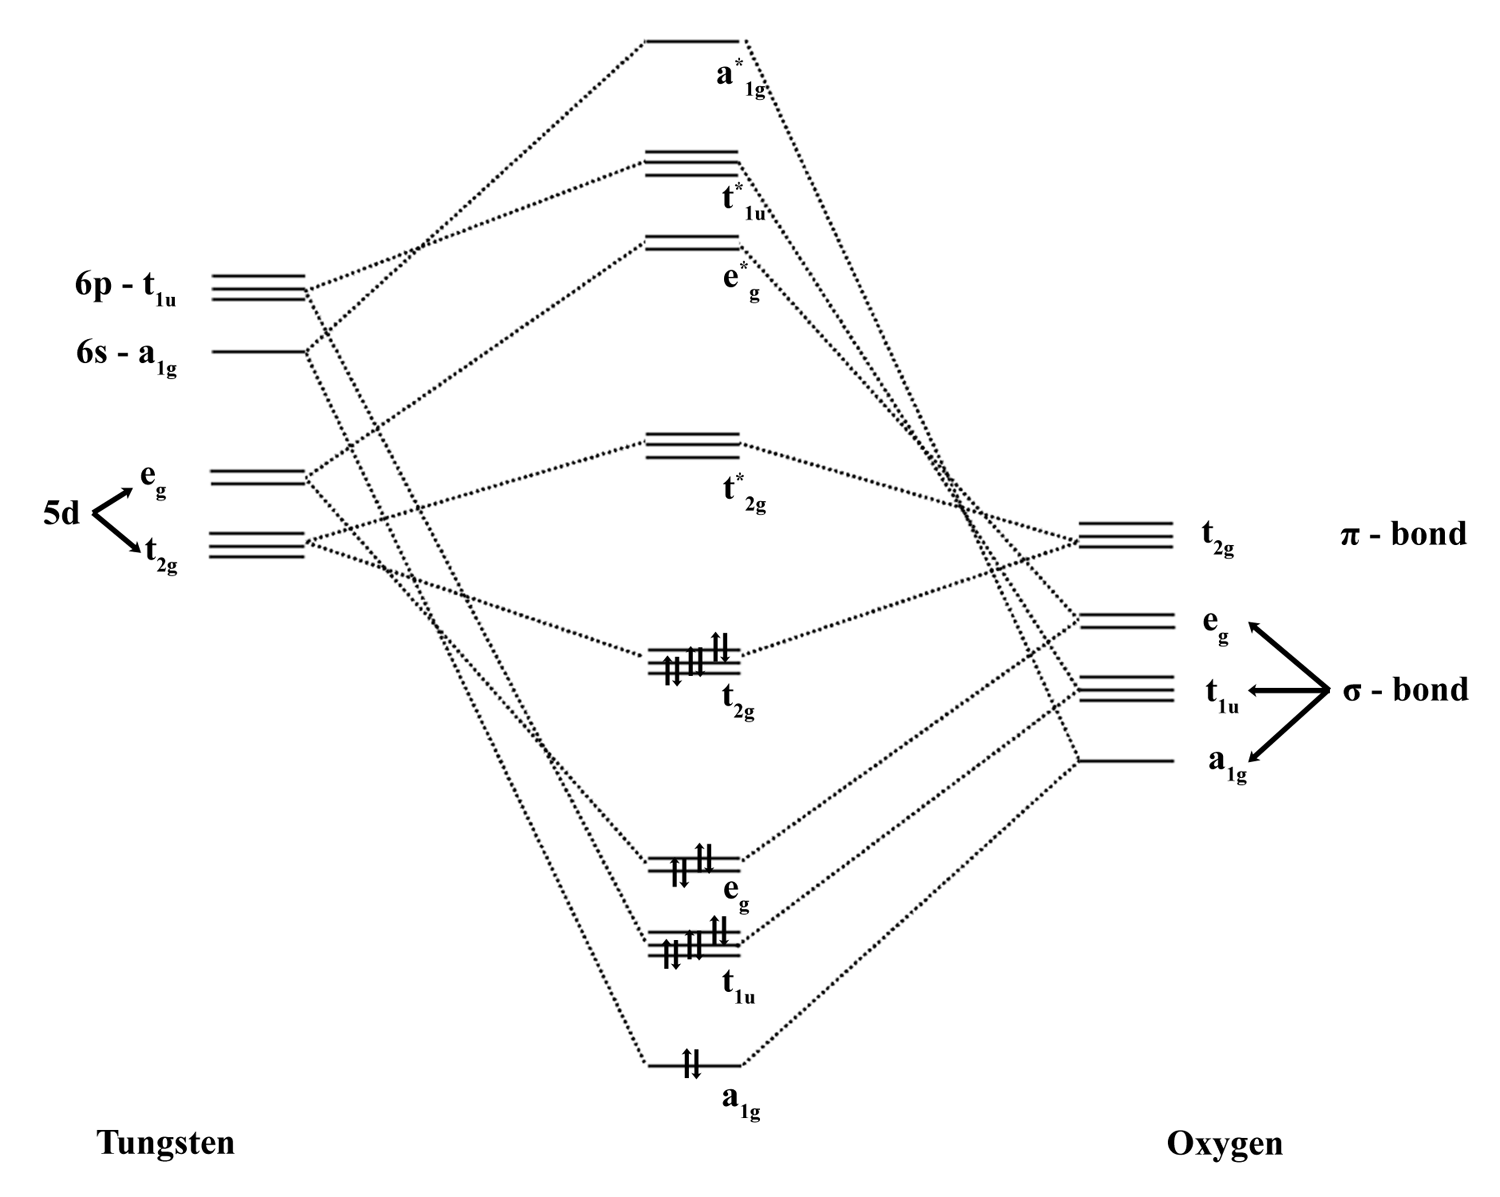 a*1g
t*1u
e*g
6p - t1u
6s - a1g
eg
5d
t2g
t*2g
t2g
π - bond
eg
t1u
σ - bond
a1g
t2g
eg
t1u
a1g
Tungsten
Oxygen